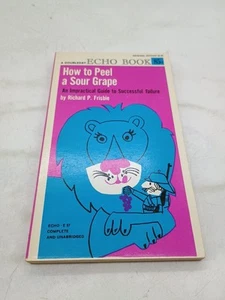 ECHO BOOK
How to Peel
a Sour Grape
An Impractical Guide to Successful Failure
by Richard P. Frisbie
COMPLETE
AND UNABRIDGED